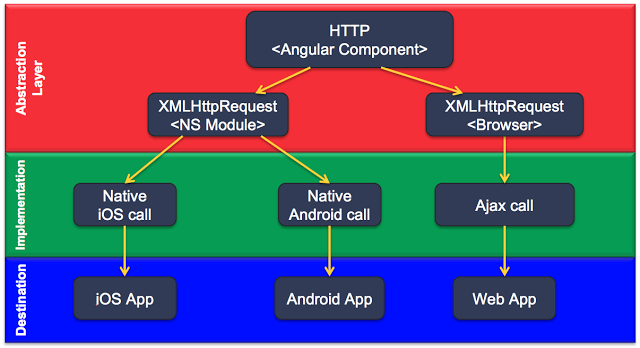 Abstraction
Layer
HTTP
<Angular Component>
XMLHttpRequest
<NS Module>
XMLHttpRequest
<Browser>
Implementation
Native
iOS call
Native
Android call
Ajax call
Destination
iOS App
Android App
Web App